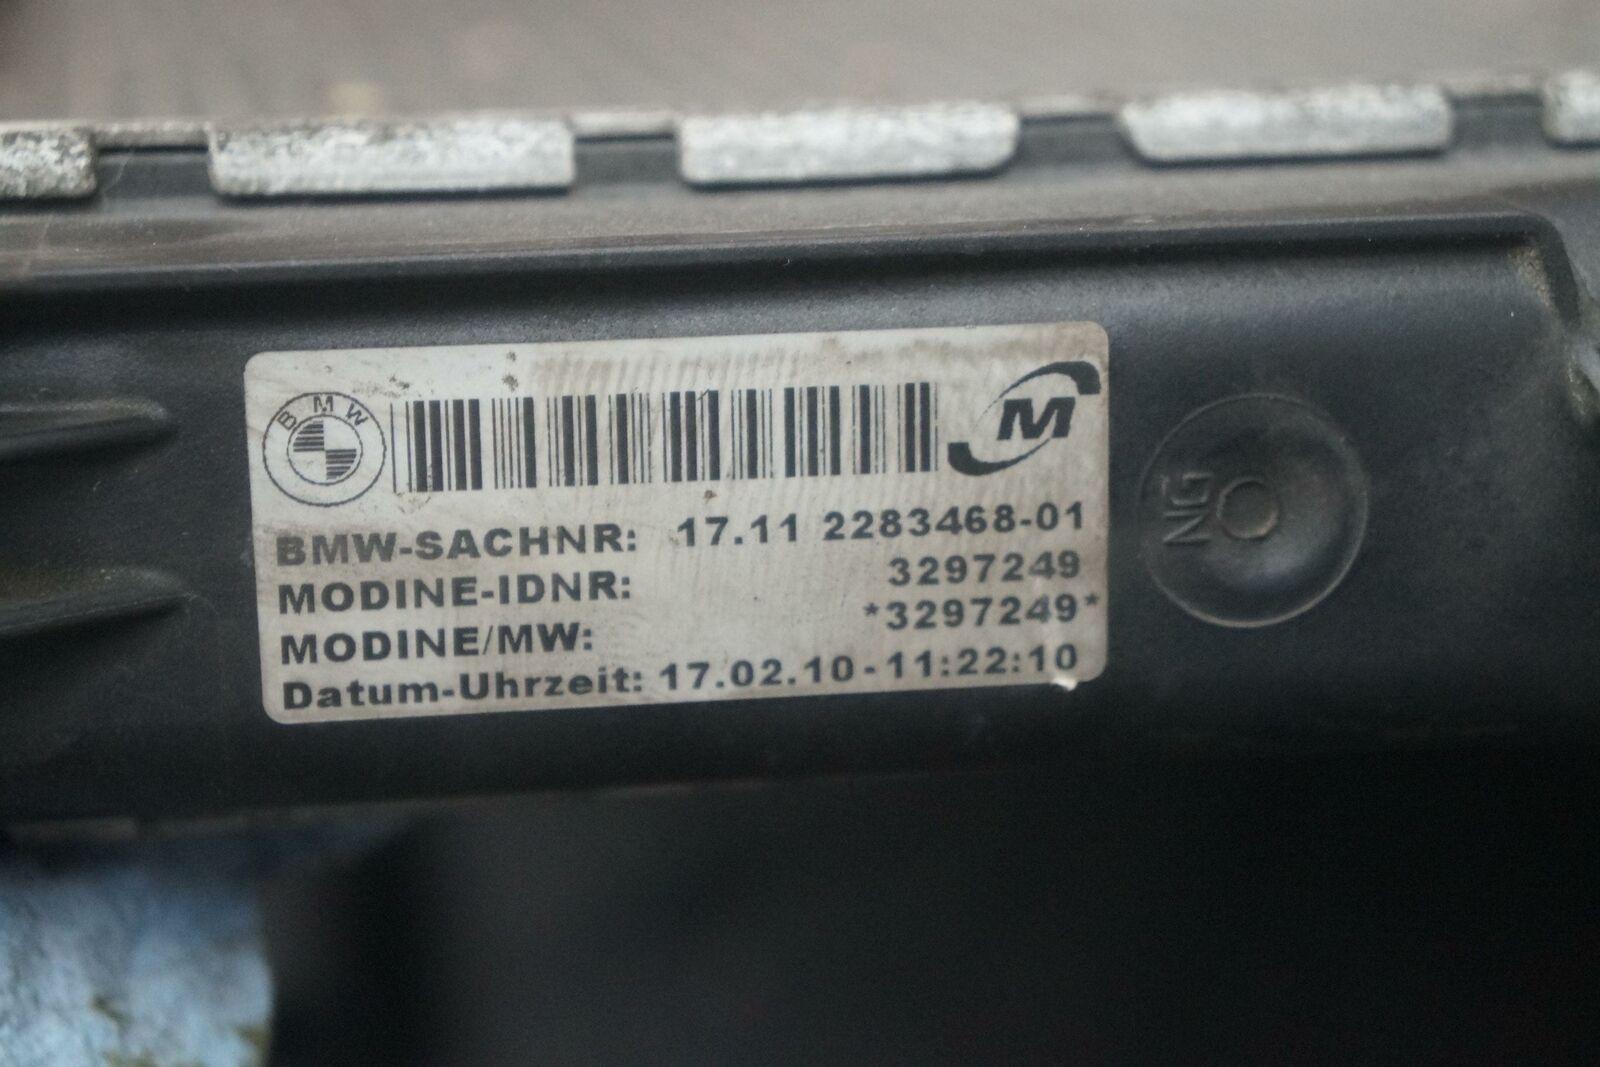 BMW
M
BMW-SACHNR: 17.11 2283468-01
MODINE-IDNR: 3297249
MODINE/MW: *3297249*
Datum-Uhrzeit: 17.02.10-11:22:10
NG